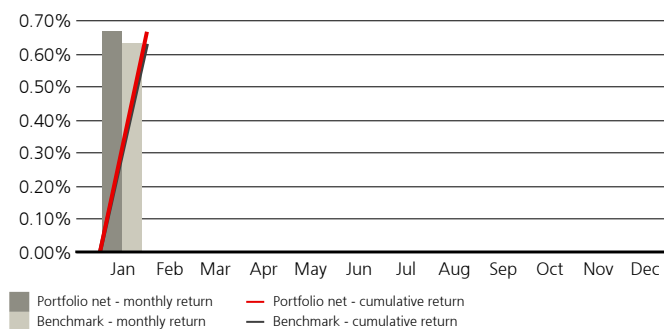 0.70%
0.60%
0.50%
0.40%
0.30%
0.20%
0.10%
0.00%
Jan Feb Mar Apr May Jun Jul Aug Sep Oct Nov Dec
Portfolio net - monthly return Portfolio net - cumulative return
Benchmark - monthly return Benchmark - cumulative return